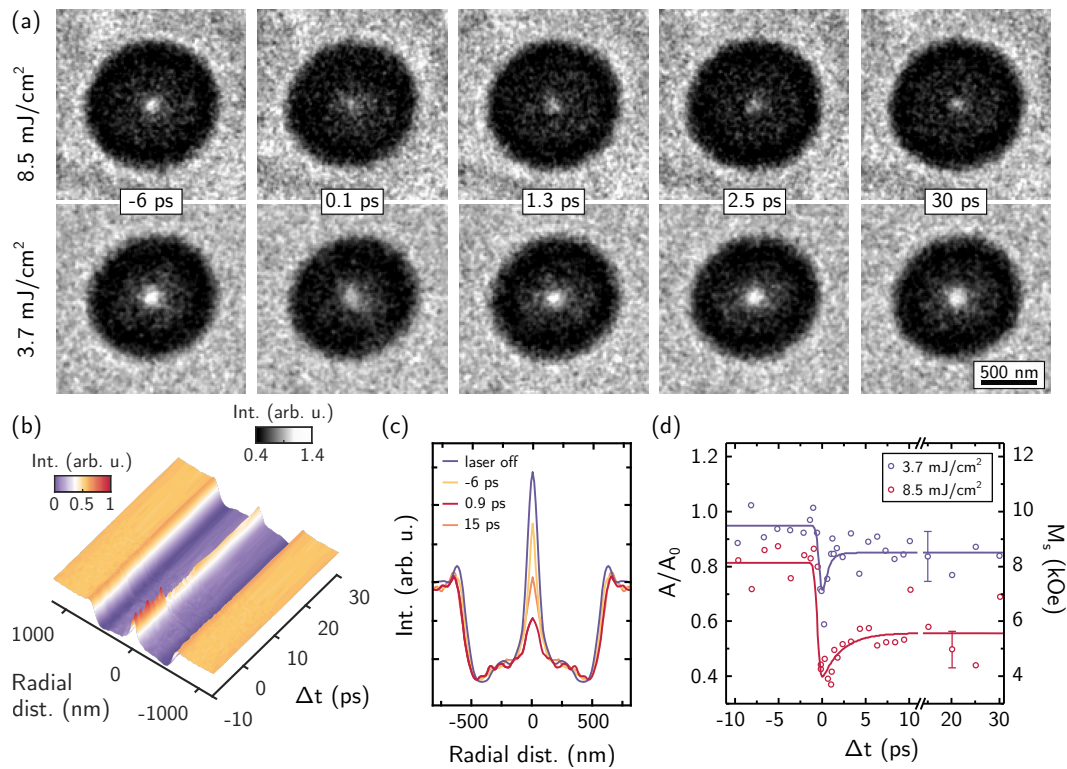 (a)
8.5 mJ/cm²
-6 ps
0.1 ps
1.3 ps
2.5 ps
30 ps
3.7 mJ/cm²
500 nm
(b)
Int. (arb. u.)
0.4 1.4
Int. (arb. u.)
0 0.5 1
1000
0
-1000
Radial
dist. (nm)
-10
0
10
20
30
Δt (ps)
(c)
laser off
-6 ps
0.9 ps
15 ps
Int. (arb. u.)
-500 0 500
Radial dist. (nm)
(d)
3.7 mJ/cm²
8.5 mJ/cm²
A/A₀
1.2
1.0
0.8
0.6
0.4
10
8
6
4
Mₛ (kOe)
-10 -5 0 5 10 20 30
Δt (ps)